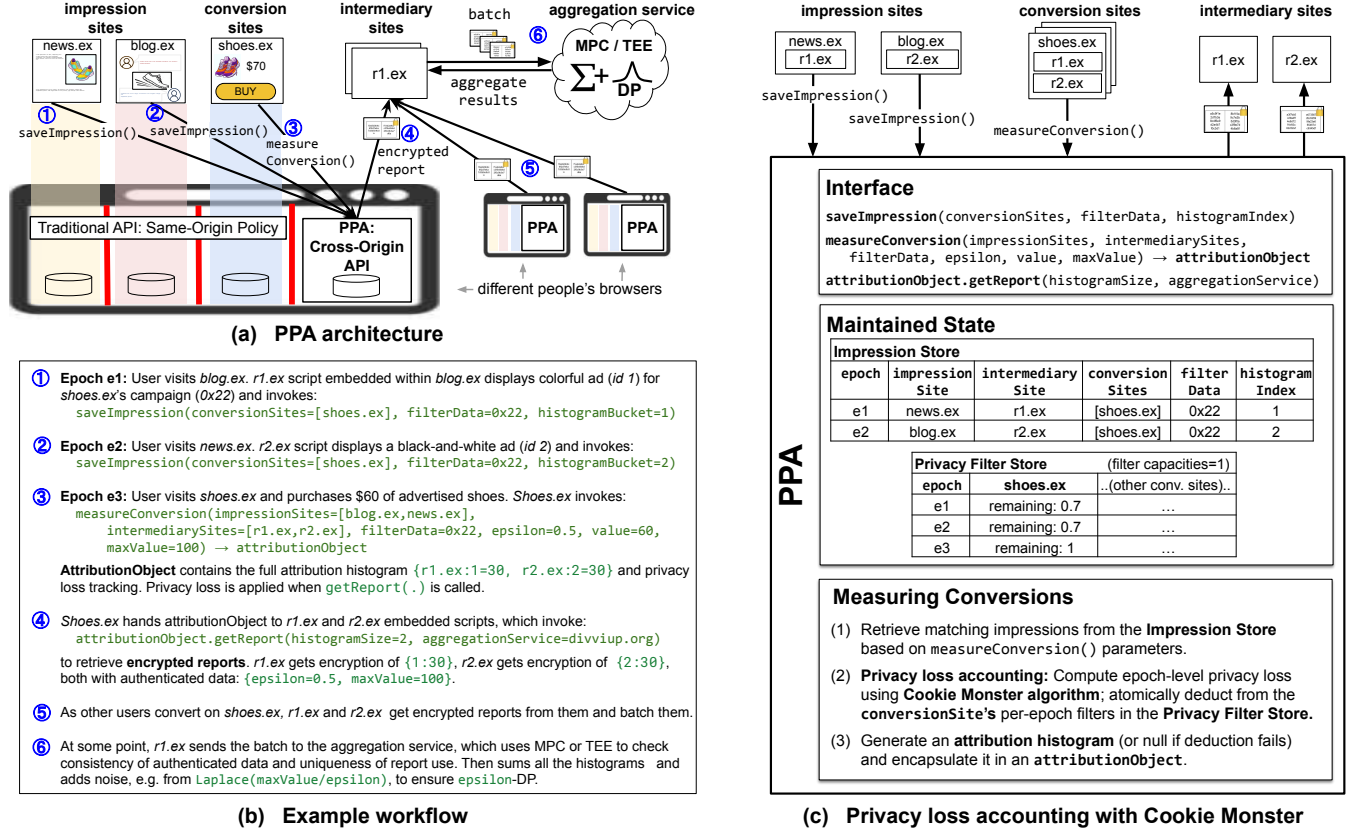 impression sites
conversion sites
intermediary sites
batch
aggregation service
news.ex
blog.ex
shoes.ex
$70
BUY
r1.ex
⑥
MPC / TEE
Σ+
DP
aggregate results
①
saveImpression()
②
saveImpression()
③
measure
Conversion()
④
encrypted
report
⑤
Traditional API: Same-Origin Policy
PPA:
Cross-Origin
API
PPA
PPA
different people's browsers
(a) PPA architecture
① Epoch e1: User visits blog.ex. r1.ex script embedded within blog.ex displays colorful ad (id 1) for
shoes.ex's campaign (0x22) and invokes:
saveImpression(conversionSites=[shoes.ex], filterData=0x22, histogramBucket=1)
② Epoch e2: User visits news.ex. r2.ex script displays a black-and-white ad (id 2) and invokes:
saveImpression(conversionSites=[shoes.ex], filterData=0x22, histogramBucket=2)
③ Epoch e3: User visits shoes.ex and purchases $60 of advertised shoes. Shoes.ex invokes:
measureConversion(impressionSites=[blog.ex,news.ex],
intermediarySites=[r1.ex,r2.ex], filterData=0x22, epsilon=0.5, value=60,
maxValue=100) → attributionObject
AttributionObject contains the full attribution histogram {r1.ex:1=30, r2.ex:2=30} and privacy
loss tracking. Privacy loss is applied when getReport(.) is called.
④ Shoes.ex hands attributionObject to r1.ex and r2.ex embedded scripts, which invoke:
attributionObject.getReport(histogramSize=2, aggregationService=divviup.org)
to retrieve encrypted reports. r1.ex gets encryption of {1:30}, r2.ex gets encryption of {2:30},
both with authenticated data: {epsilon=0.5, maxValue=100}.
⑤ As other users convert on shoes.ex, r1.ex and r2.ex get encrypted reports from them and batch them.
⑥ At some point, r1.ex sends the batch to the aggregation service, which uses MPC or TEE to check
consistency of authenticated data and uniqueness of report use. Then sums all the histograms and
adds noise, e.g. from Laplace(maxValue/epsilon), to ensure epsilon-DP.
(b) Example workflow
impression sites
conversion sites
intermediary sites
news.ex
r1.ex
blog.ex
r2.ex
shoes.ex
r1.ex
r2.ex
r1.ex
r2.ex
saveImpression()
saveImpression()
measureConversion()
PPA
Interface
saveImpression(conversionSites, filterData, histogramIndex)
measureConversion(impressionSites, intermediarySites,
filterData, epsilon, value, maxValue) → attributionObject
attributionObject.getReport(histogramSize, aggregationService)
Maintained State
Impression Store
epoch impression Site intermediary Site conversion Sites filter Data histogram Index
e1 news.ex r1.ex [shoes.ex] 0x22 1
e2 blog.ex r2.ex [shoes.ex] 0x22 2
Privacy Filter Store (filter capacities=1)
epoch shoes.ex ..(other conv. sites)..
e1 remaining: 0.7 …
e2 remaining: 0.7 …
e3 remaining: 1 …
Measuring Conversions
(1) Retrieve matching impressions from the Impression Store
based on measureConversion() parameters.
(2) Privacy loss accounting: Compute epoch-level privacy loss
using Cookie Monster algorithm; atomically deduct from the
conversionSite's per-epoch filters in the Privacy Filter Store.
(3) Generate an attribution histogram (or null if deduction fails)
and encapsulate it in an attributionObject.
(c) Privacy loss accounting with Cookie Monster